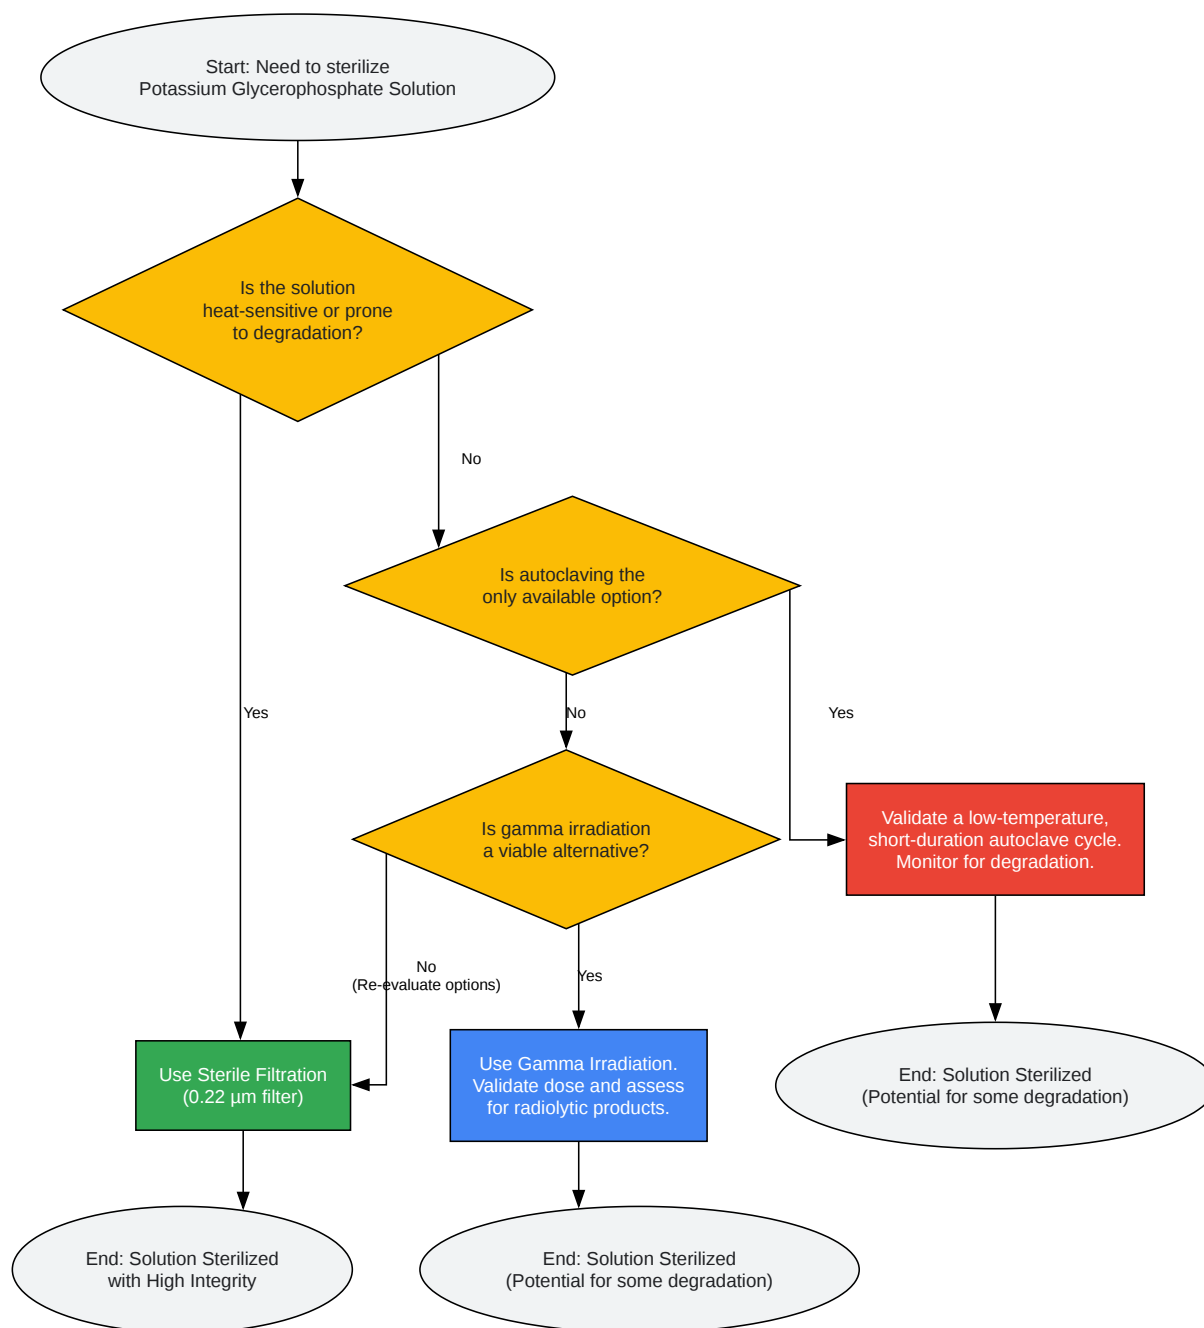 Start: Need to sterilize
Potassium Glycerophosphate Solution
Is the solution
heat-sensitive or prone
to degradation?
No
Is autoclaving the
only available option?
Yes
No
Yes
Is gamma irradiation
a viable alternative?
Validate a low-temperature,
short-duration autoclave cycle.
Monitor for degradation.
No
(Re-evaluate options)
Yes
Use Sterile Filtration
(0.22 µm filter)
Use Gamma Irradiation.
Validate dose and assess
for radiolytic products.
End: Solution Sterilized
(Potential for some degradation)
End: Solution Sterilized
with High Integrity
End: Solution Sterilized
(Potential for some degradation)